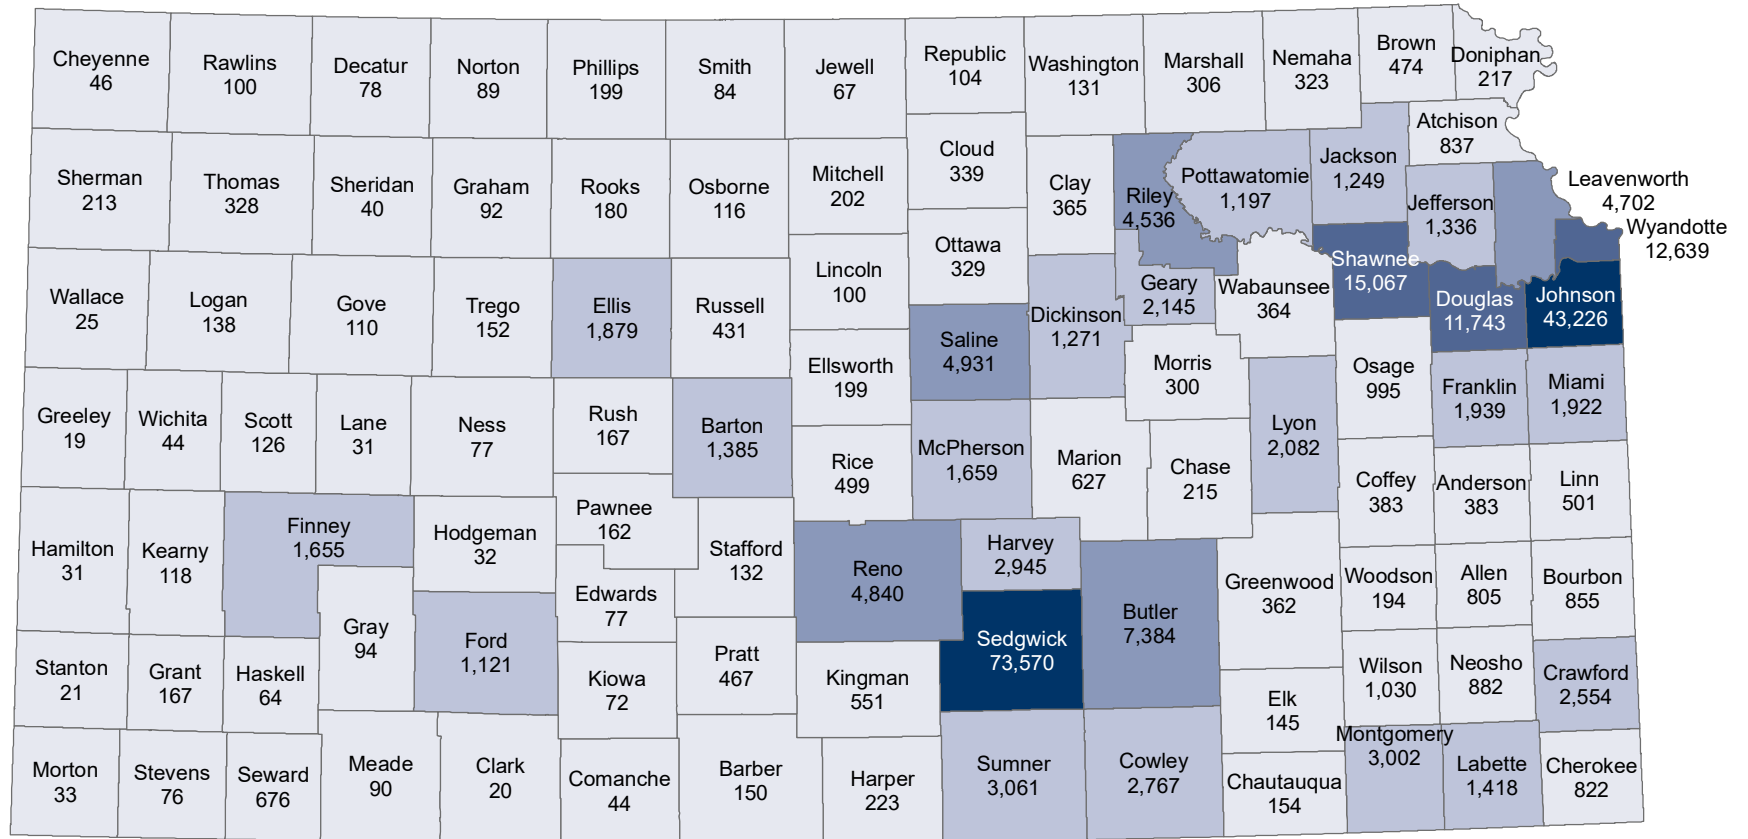 Cheyenne
46
Rawlins
100
Decatur
78
Norton
89
Phillips
199
Smith
84
Jewell
67
Republic
104
Washington
131
Marshall
306
Nemaha
323
Brown
474
Doniphan
217
Sherman
213
Thomas
328
Sheridan
40
Graham
92
Rooks
180
Osborne
116
Mitchell
202
Cloud
339
Clay
365
Riley
4,536
Pottawatomie
1,197
Jackson
1,249
Atchison
837
Jefferson
1,336
Leavenworth
4,702
Wyandotte
12,639
Wallace
25
Logan
138
Gove
110
Trego
152
Ellis
1,879
Russell
431
Lincoln
100
Ottawa
329
Saline
4,931
Dickinson
1,271
Geary
2,145
Wabaunsee
364
Shawnee
15,067
Douglas
11,743
Johnson
43,226
Ellsworth
199
Morris
300
Osage
995
Franklin
1,939
Miami
1,922
Greeley
19
Wichita
44
Scott
126
Lane
31
Ness
77
Rush
167
Barton
1,385
Rice
499
McPherson
1,659
Marion
627
Chase
215
Lyon
2,082
Coffey
383
Anderson
383
Linn
501
Hamilton
31
Kearny
118
Finney
1,655
Hodgeman
32
Pawnee
162
Stafford
132
Edwards
77
Reno
4,840
Harvey
2,945
Sedgwick
73,570
Butler
7,384
Greenwood
362
Woodson
194
Allen
805
Bourbon
855
Stanton
21
Grant
167
Haskell
64
Gray
94
Ford
1,121
Kiowa
72
Pratt
467
Kingman
551
Elk
145
Wilson
1,030
Neosho
882
Crawford
2,554
Morton
33
Stevens
76
Seward
676
Meade
90
Clark
20
Comanche
44
Barber
150
Harper
223
Sumner
3,061
Cowley
2,767
Chautauqua
154
Montgomery
3,002
Labette
1,418
Cherokee
822